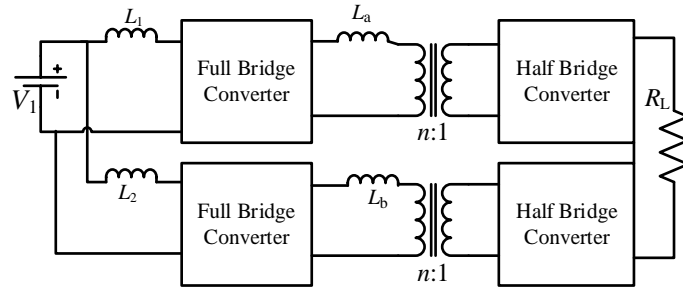 L1
La
Full Bridge
Converter
Half Bridge
Converter
+
-
V1
RL
n:1
L2
Lb
Full Bridge
Converter
Half Bridge
Converter
n:1